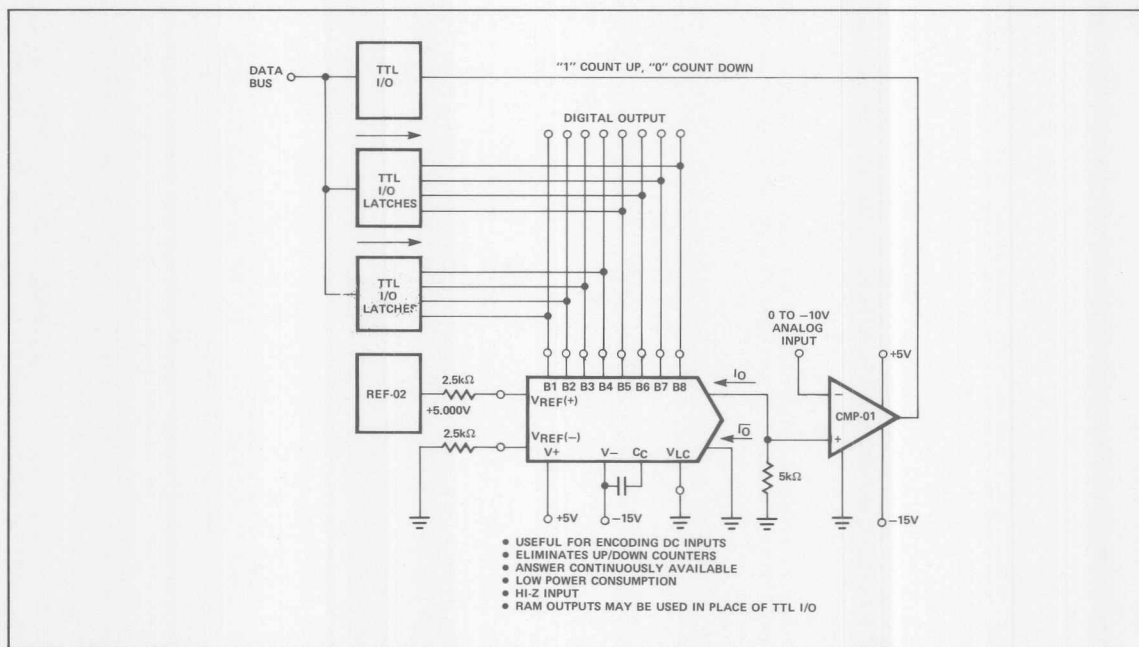 DATA
BUS
TTL
I/O
"1" COUNT UP, "0" COUNT DOWN
DIGITAL OUTPUT
TTL
I/O
LATCHES
TTL
I/O
LATCHES
0 TO −10V
ANALOG
INPUT
+5V
B1 B2 B3 B4 B5 B6 B7 B8
IO
REF-02
2.5kΩ
+5.000V
VREF(+)
CMP-01
−
+
2.5kΩ
VREF(−)
IO
V+
V−
CC
VLC
5kΩ
+5V
−15V
−15V
• USEFUL FOR ENCODING DC INPUTS
• ELIMINATES UP/DOWN COUNTERS
• ANSWER CONTINUOUSLY AVAILABLE
• LOW POWER CONSUMPTION
• HI-Z INPUT
• RAM OUTPUTS MAY BE USED IN PLACE OF TTL I/O